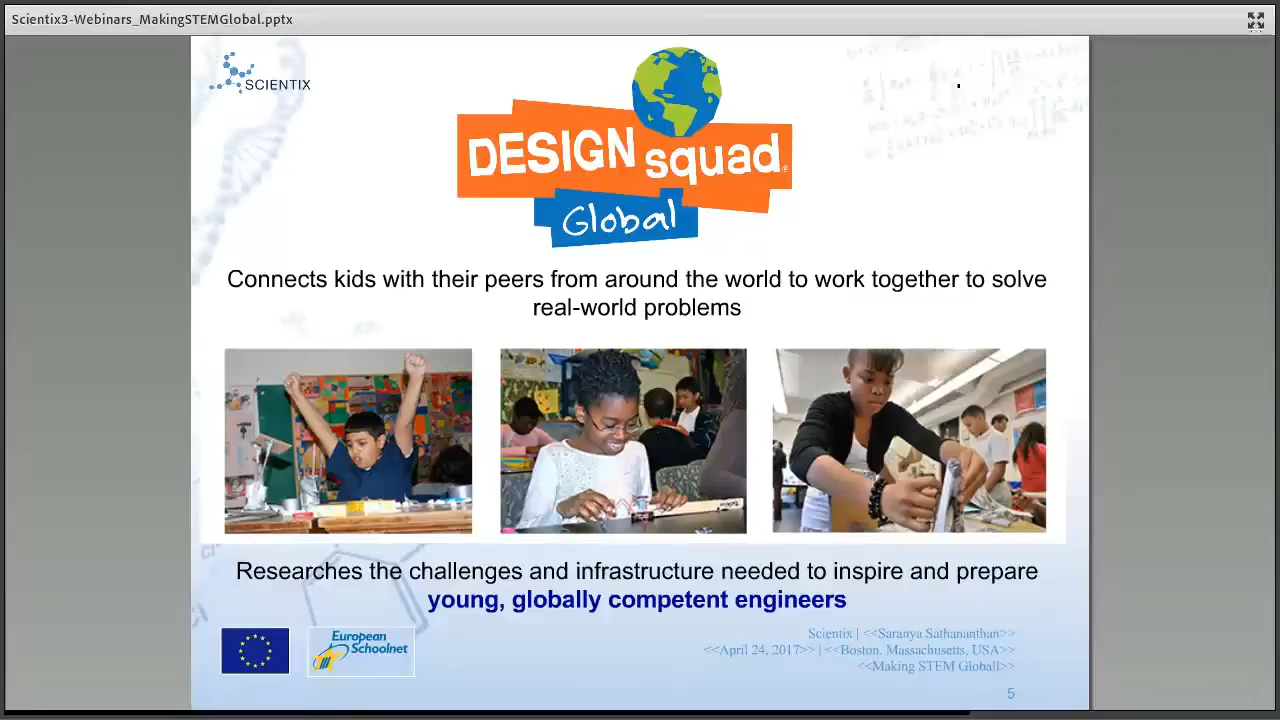 Scientix3-Webinars_MakingSTEMGlobal.pptx
SCIENTIX
DESIGN squad®
Global
Connects kids with their peers from around the world to work together to solve
real-world problems
Researches the challenges and infrastructure needed to inspire and prepare
young, globally competent engineers
European
Schoolnet
Scientix | <<Saranya Sathananthan>>
<<April 24, 2017>> | <<Boston. Massachusetts, USA>>
<<Making STEM Global!>>
5